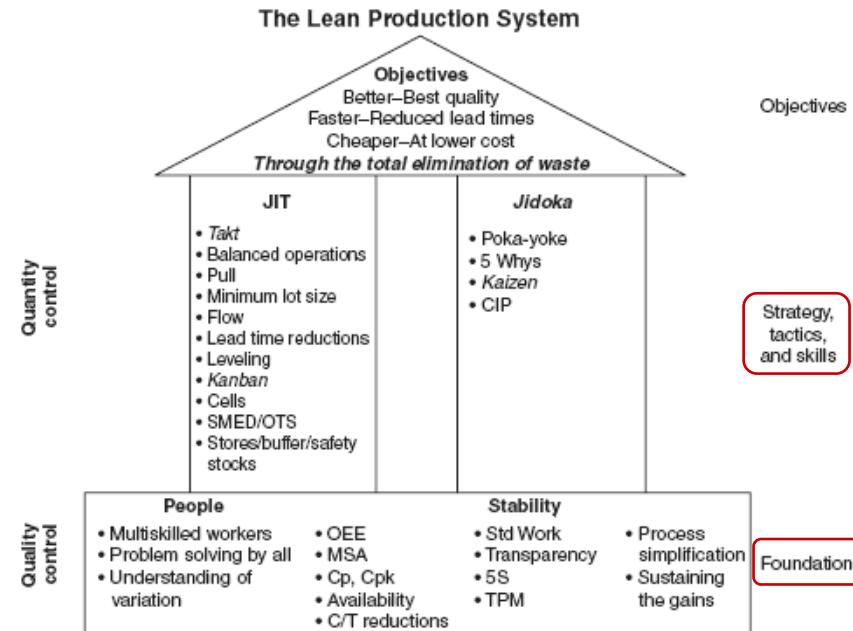 The Lean Production System
Objectives
Better–Best quality
Faster–Reduced lead times
Cheaper–At lower cost
Through the total elimination of waste
Objectives
Quantity
control
JIT
• Takt
• Balanced operations
• Pull
• Minimum lot size
• Flow
• Lead time reductions
• Leveling
• Kanban
• Cells
• SMED/OTS
• Stores/buffer/safety
stocks
Jidoka
• Poka-yoke
• 5 Whys
• Kaizen
• CIP
Strategy,
tactics,
and skills
Quality
control
People
• Multiskilled workers
• Problem solving by all
• Understanding of
variation
• OEE
• MSA
• Cp, Cpk
• Availability
• C/T reductions
Stability
• Std Work
• Transparency
• 5S
• TPM
• Process
simplification
• Sustaining
the gains
Foundation